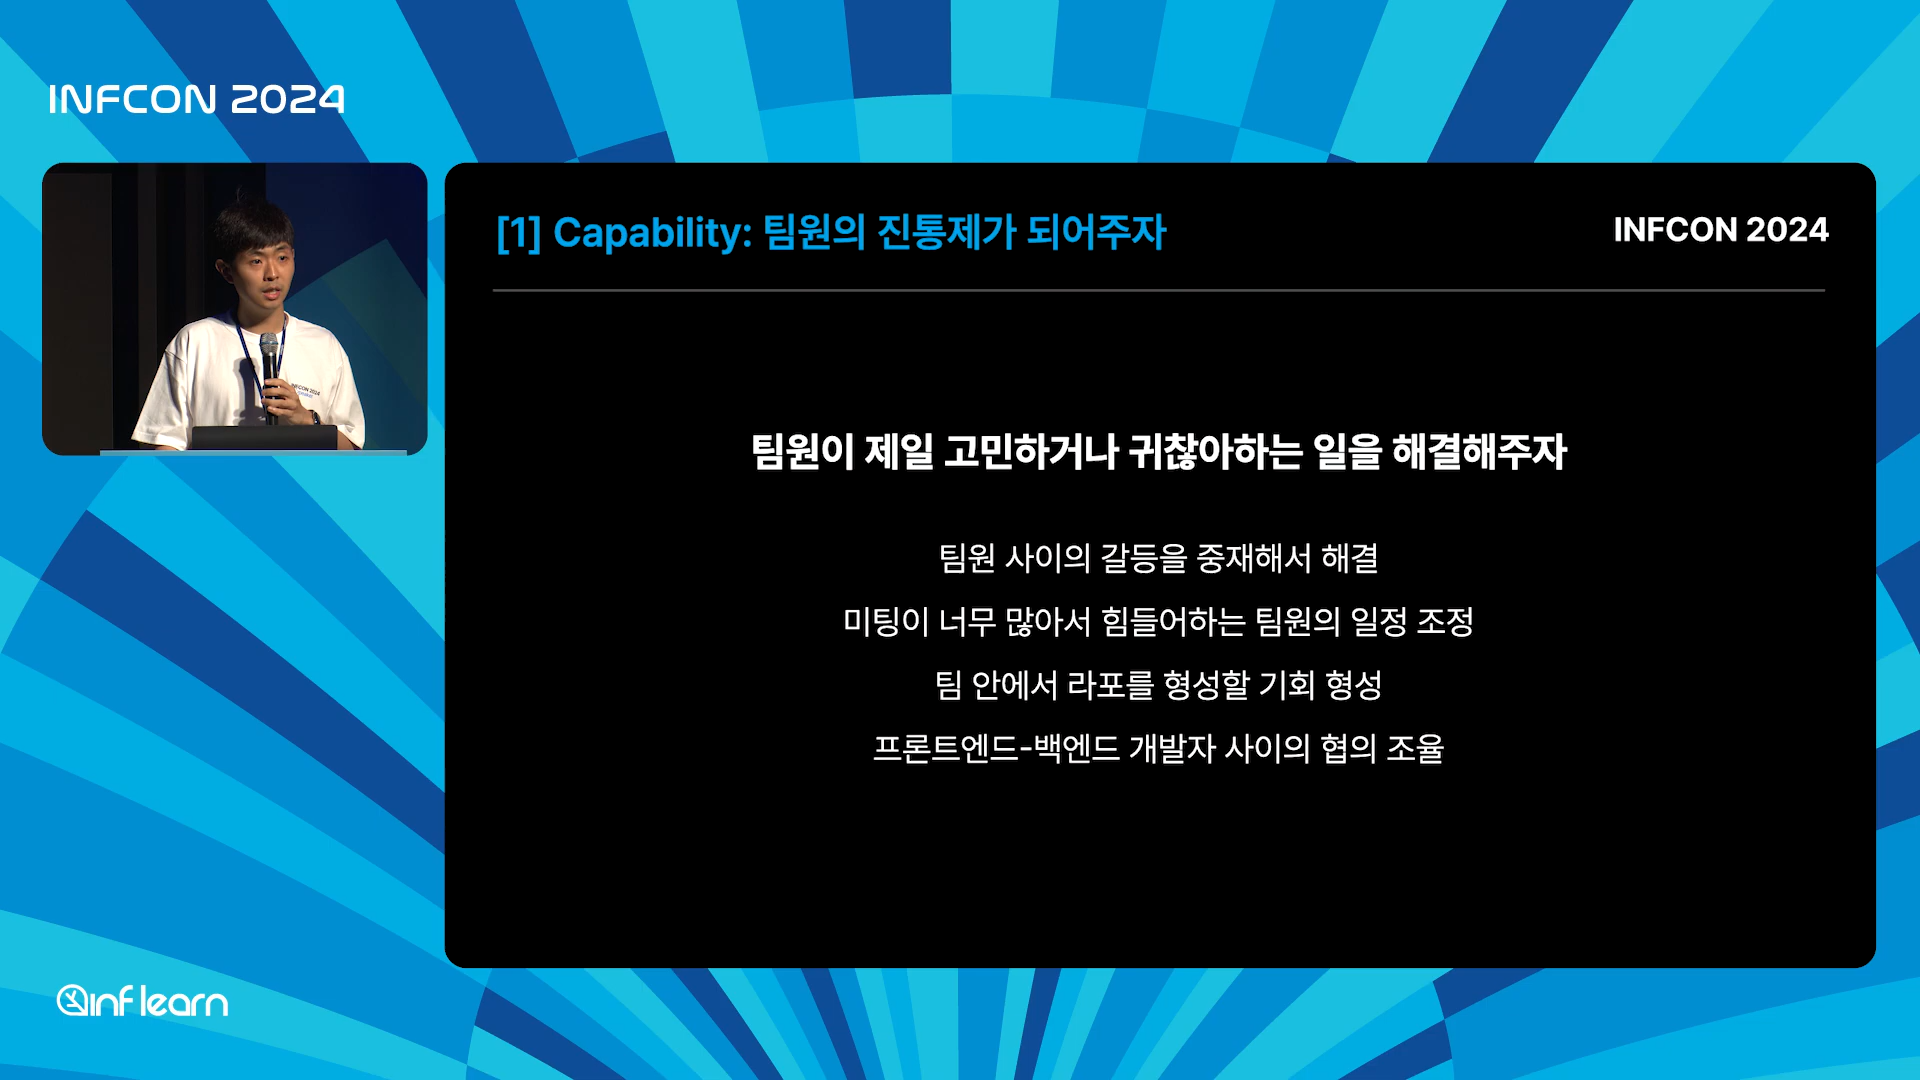 INFCON 2024
[1] Capability: 팀원의 진통제가 되어주자
INFCON 2024
팀원이 제일 고민하거나 귀찮아하는 일을 해결해주자
팀원 사이의 갈등을 중재해서 해결
미팅이 너무 많아서 힘들어하는 팀원의 일정 조정
팀 안에서 라포를 형성할 기회 형성
프론트엔드-백엔드 개발자 사이의 협의 조율
INFCON 2024
inflearn